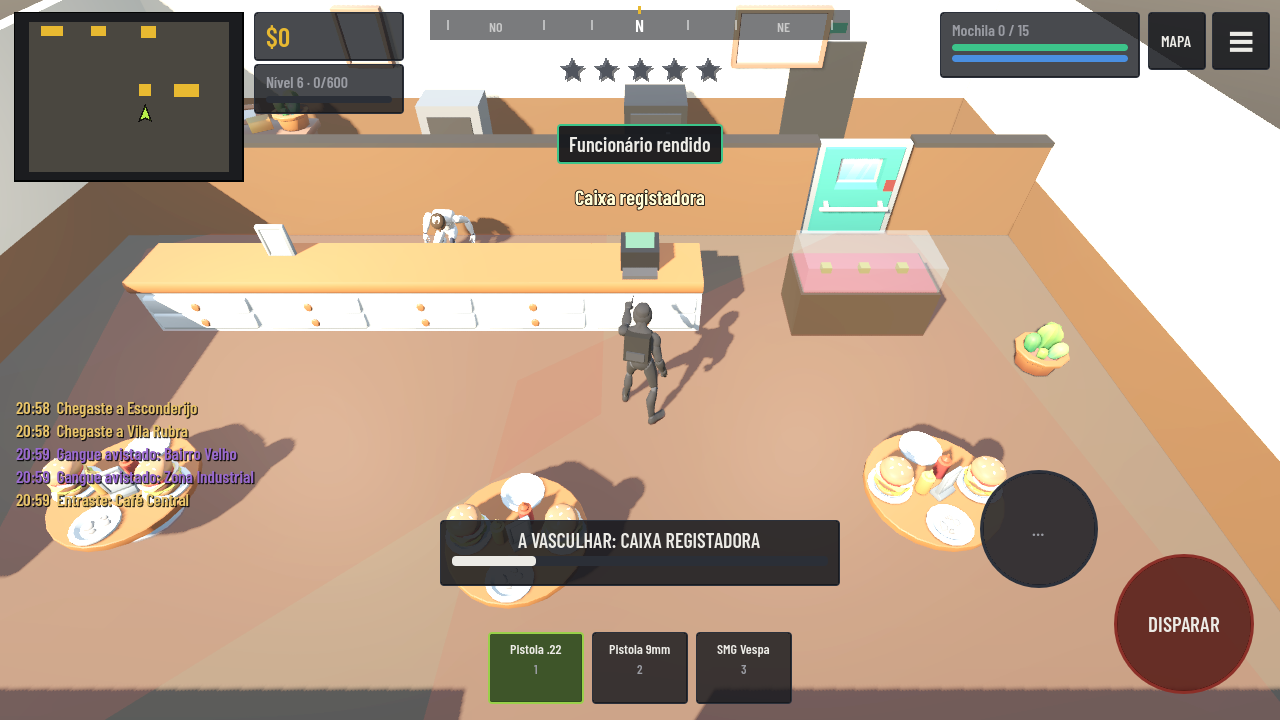 $0
Nível 6 · 0/600
NO
N
NE
Mochila 0 / 15
MAPA
Funcionário rendido
Caixa registadora
20:58 Chegaste a Esconderijo
20:58 Chegaste a Vila Rubra
20:59 Gangue avistado: Bairro Velho
20:59 Gangue avistado: Zona Industrial
20:59 Entraste: Café Central
A VASCULHAR: CAIXA REGISTADORA
...
DISPARAR
Pistola .22
1
Pistola 9mm
2
SMG Vespa
3